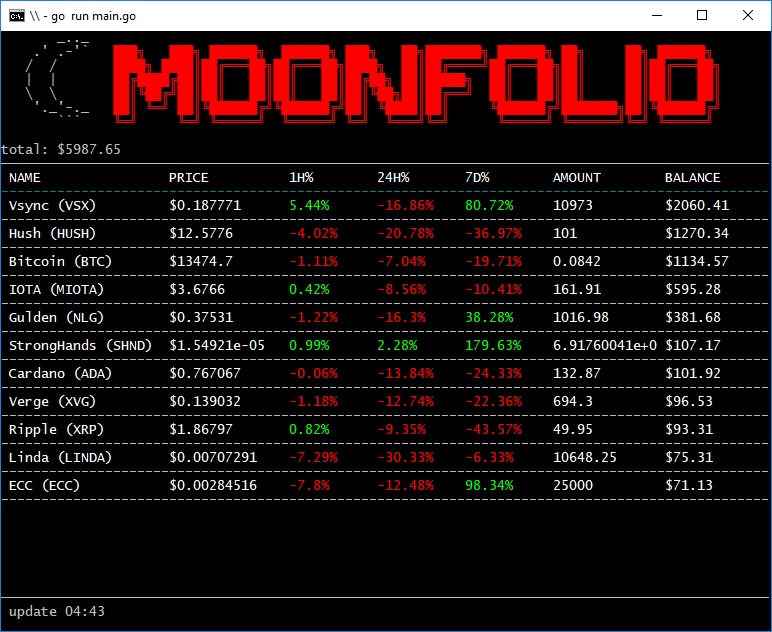 \\ - go run main.go
MOONFOLIO
total: $5987.65
NAME PRICE 1H% 24H% 7D% AMOUNT BALANCE
Vsync (VSX) $0.187771 5.44% -16.86% 80.72% 10973 $2060.41
Hush (HUSH) $12.5776 -4.02% -20.78% -36.97% 101 $1270.34
Bitcoin (BTC) $13474.7 -1.11% -7.04% -19.71% 0.0842 $1134.57
IOTA (MIOTA) $3.6766 0.42% -8.56% -10.41% 161.91 $595.28
Gulden (NLG) $0.37531 -1.22% -16.3% 38.28% 1016.98 $381.68
StrongHands (SHND) $1.54921e-05 0.99% 2.28% 179.63% 6.91760041e+0 $107.17
Cardano (ADA) $0.767067 -0.06% -13.84% -24.33% 132.87 $101.92
Verge (XVG) $0.139032 -1.18% -12.74% -22.36% 694.3 $96.53
Ripple (XRP) $1.86797 0.82% -9.35% -43.57% 49.95 $93.31
Linda (LINDA) $0.00707291 -7.29% -30.33% -6.33% 10648.25 $75.31
ECC (ECC) $0.00284516 -7.8% -12.48% 98.34% 25000 $71.13
update 04:43